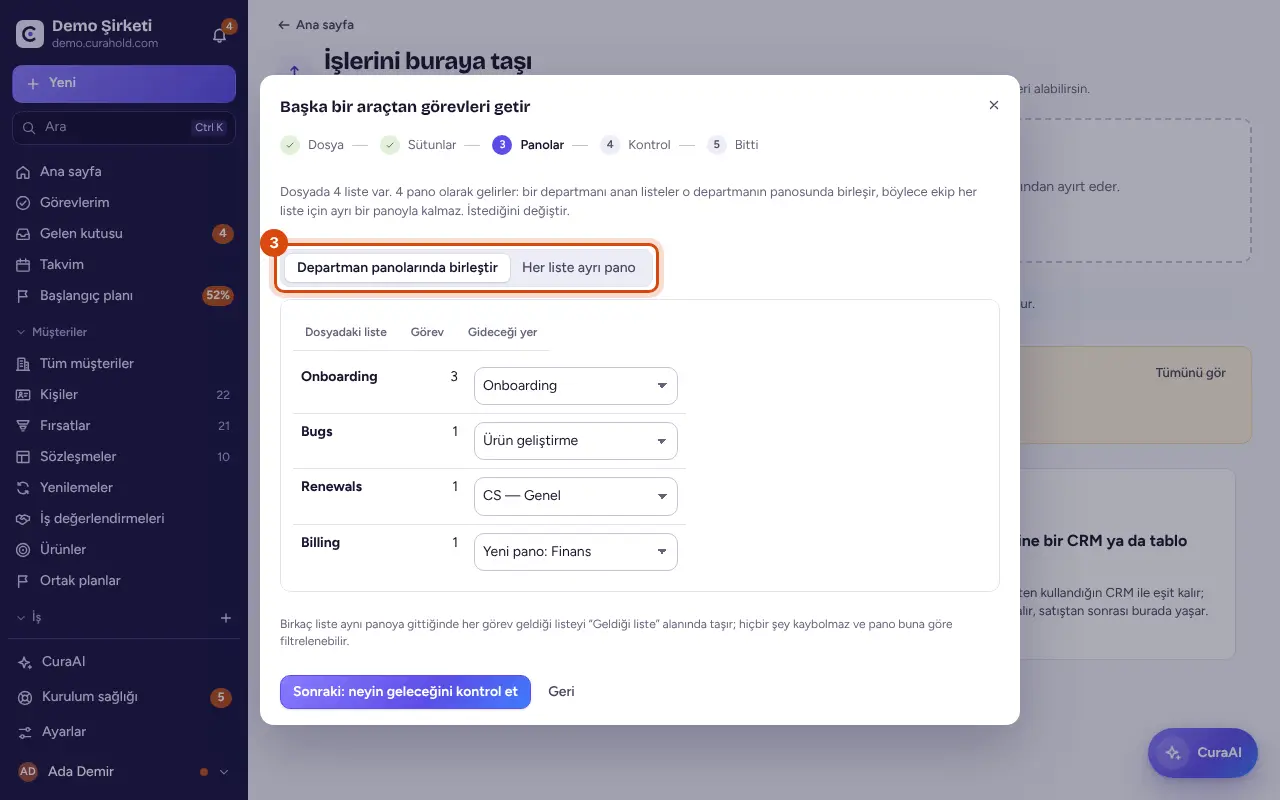 Demo Şirketi
demo.curahold.com
4
Yeni
Ara
Ctrl K
Ana sayfa
Görevlerim
Gelen kutusu
4
Takvim
Başlangıç planı
52%
Müşteriler
Tüm müşteriler
Kişiler
22
Fırsatlar
21
Sözleşmeler
10
Yenilemeler
İş değerlendirmeleri
Ürünler
Ortak planlar
İş
CuraAI
Kurulum sağlığı
5
Ayarlar
AD
Ada Demir
Ana sayfa
İşlerini buraya taşı
eri alabilirsin.
ından ayırt eder.
ur.
Tümünü gör
ine bir CRM ya da tablo
ten kullandığın CRM ile eşit kalır;
alır, satıştan sonrası burada yaşar.
CuraAI
Başka bir araçtan görevleri getir
Dosya
Sütunlar
3 Panolar
4 Kontrol
5 Bitti
Dosyada 4 liste var. 4 pano olarak gelirler: bir departmanı anan listeler o departmanın panosunda birleşir, böylece ekip her
liste için ayrı bir panoyla kalmaz. İstediğini değiştir.
3
Departman panolarında birleştir
Her liste ayrı pano
Dosyadaki liste Görev Gideceği yer
Onboarding 3 Onboarding
Bugs 1 Ürün geliştirme
Renewals 1 CS — Genel
Billing 1 Yeni pano: Finans
Birkaç liste aynı panoya gittiğinde her görev geldiği listeyi “Geldiği liste” alanında taşır; hiçbir şey kaybolmaz ve pano buna göre
filtrelenebilir.
Sonraki: neyin geleceğini kontrol et
Geri